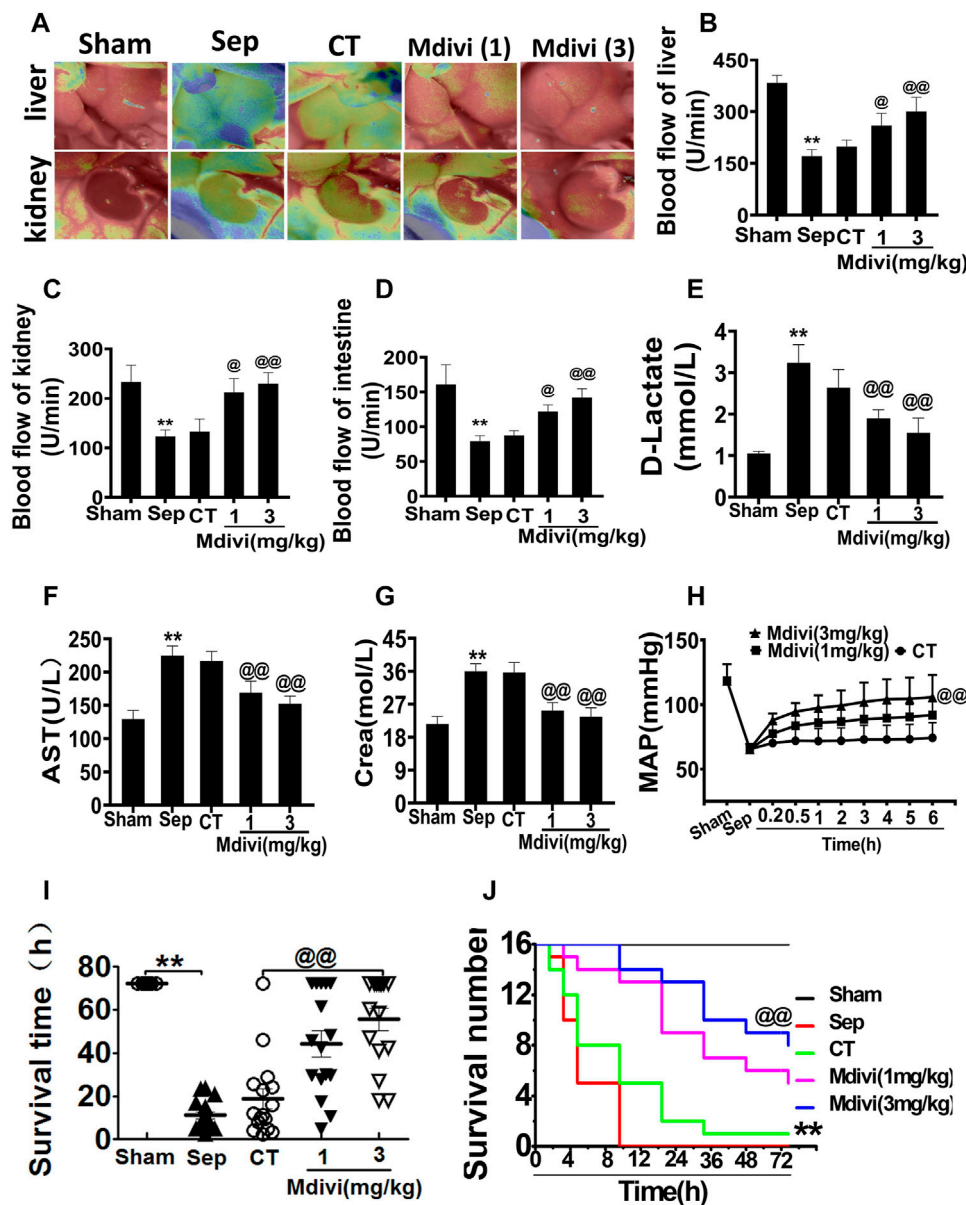 A
Sham Sep CT Mdivi (1) Mdivi (3)
liver
kidney
B
Blood flow of liver
(U/min)
450
300
150
0
**
@
@@
Sham Sep CT 1 3
Mdivi(mg/kg)
C
Blood flow of kidney
(U/min)
300
200
100
0
**
@
@@
Sham Sep CT 1 3
Mdivi(mg/kg)
D
Blood flow of intestine
(U/min)
200
150
100
50
0
**
@
@@
Sham Sep CT 1 3
Mdivi(mg/kg)
E
D-Lactate
(mmol/L)
4
3
2
1
0
**
@@
@@
Sham Sep CT 1 3
Mdivi(mg/kg)
F
AST(U/L)
250
200
150
100
50
0
**
@@
@@
Sham Sep CT 1 3
Mdivi(mg/kg)
G
Crea(mol/L)
45
36
27
18
9
0
**
@@
@@
Sham Sep CT 1 3
Mdivi(mg/kg)
H
MAP(mmHg)
150
100
50
Mdivi(3mg/kg)
Mdivi(1mg/kg) CT
@@
Sham Sep 0.2 0.5 1 2 3 4 5 6
Time(h)
I
Survival time (h)
80
60
40
20
0
**
@@
Sham Sep CT 1 3
Mdivi(mg/kg)
J
Survival number
16
12
8
4
0
@@
**
Sham
Sep
CT
Mdivi(1mg/kg)
Mdivi(3mg/kg)
0 4 8 12 24 36 48 72
Time(h)